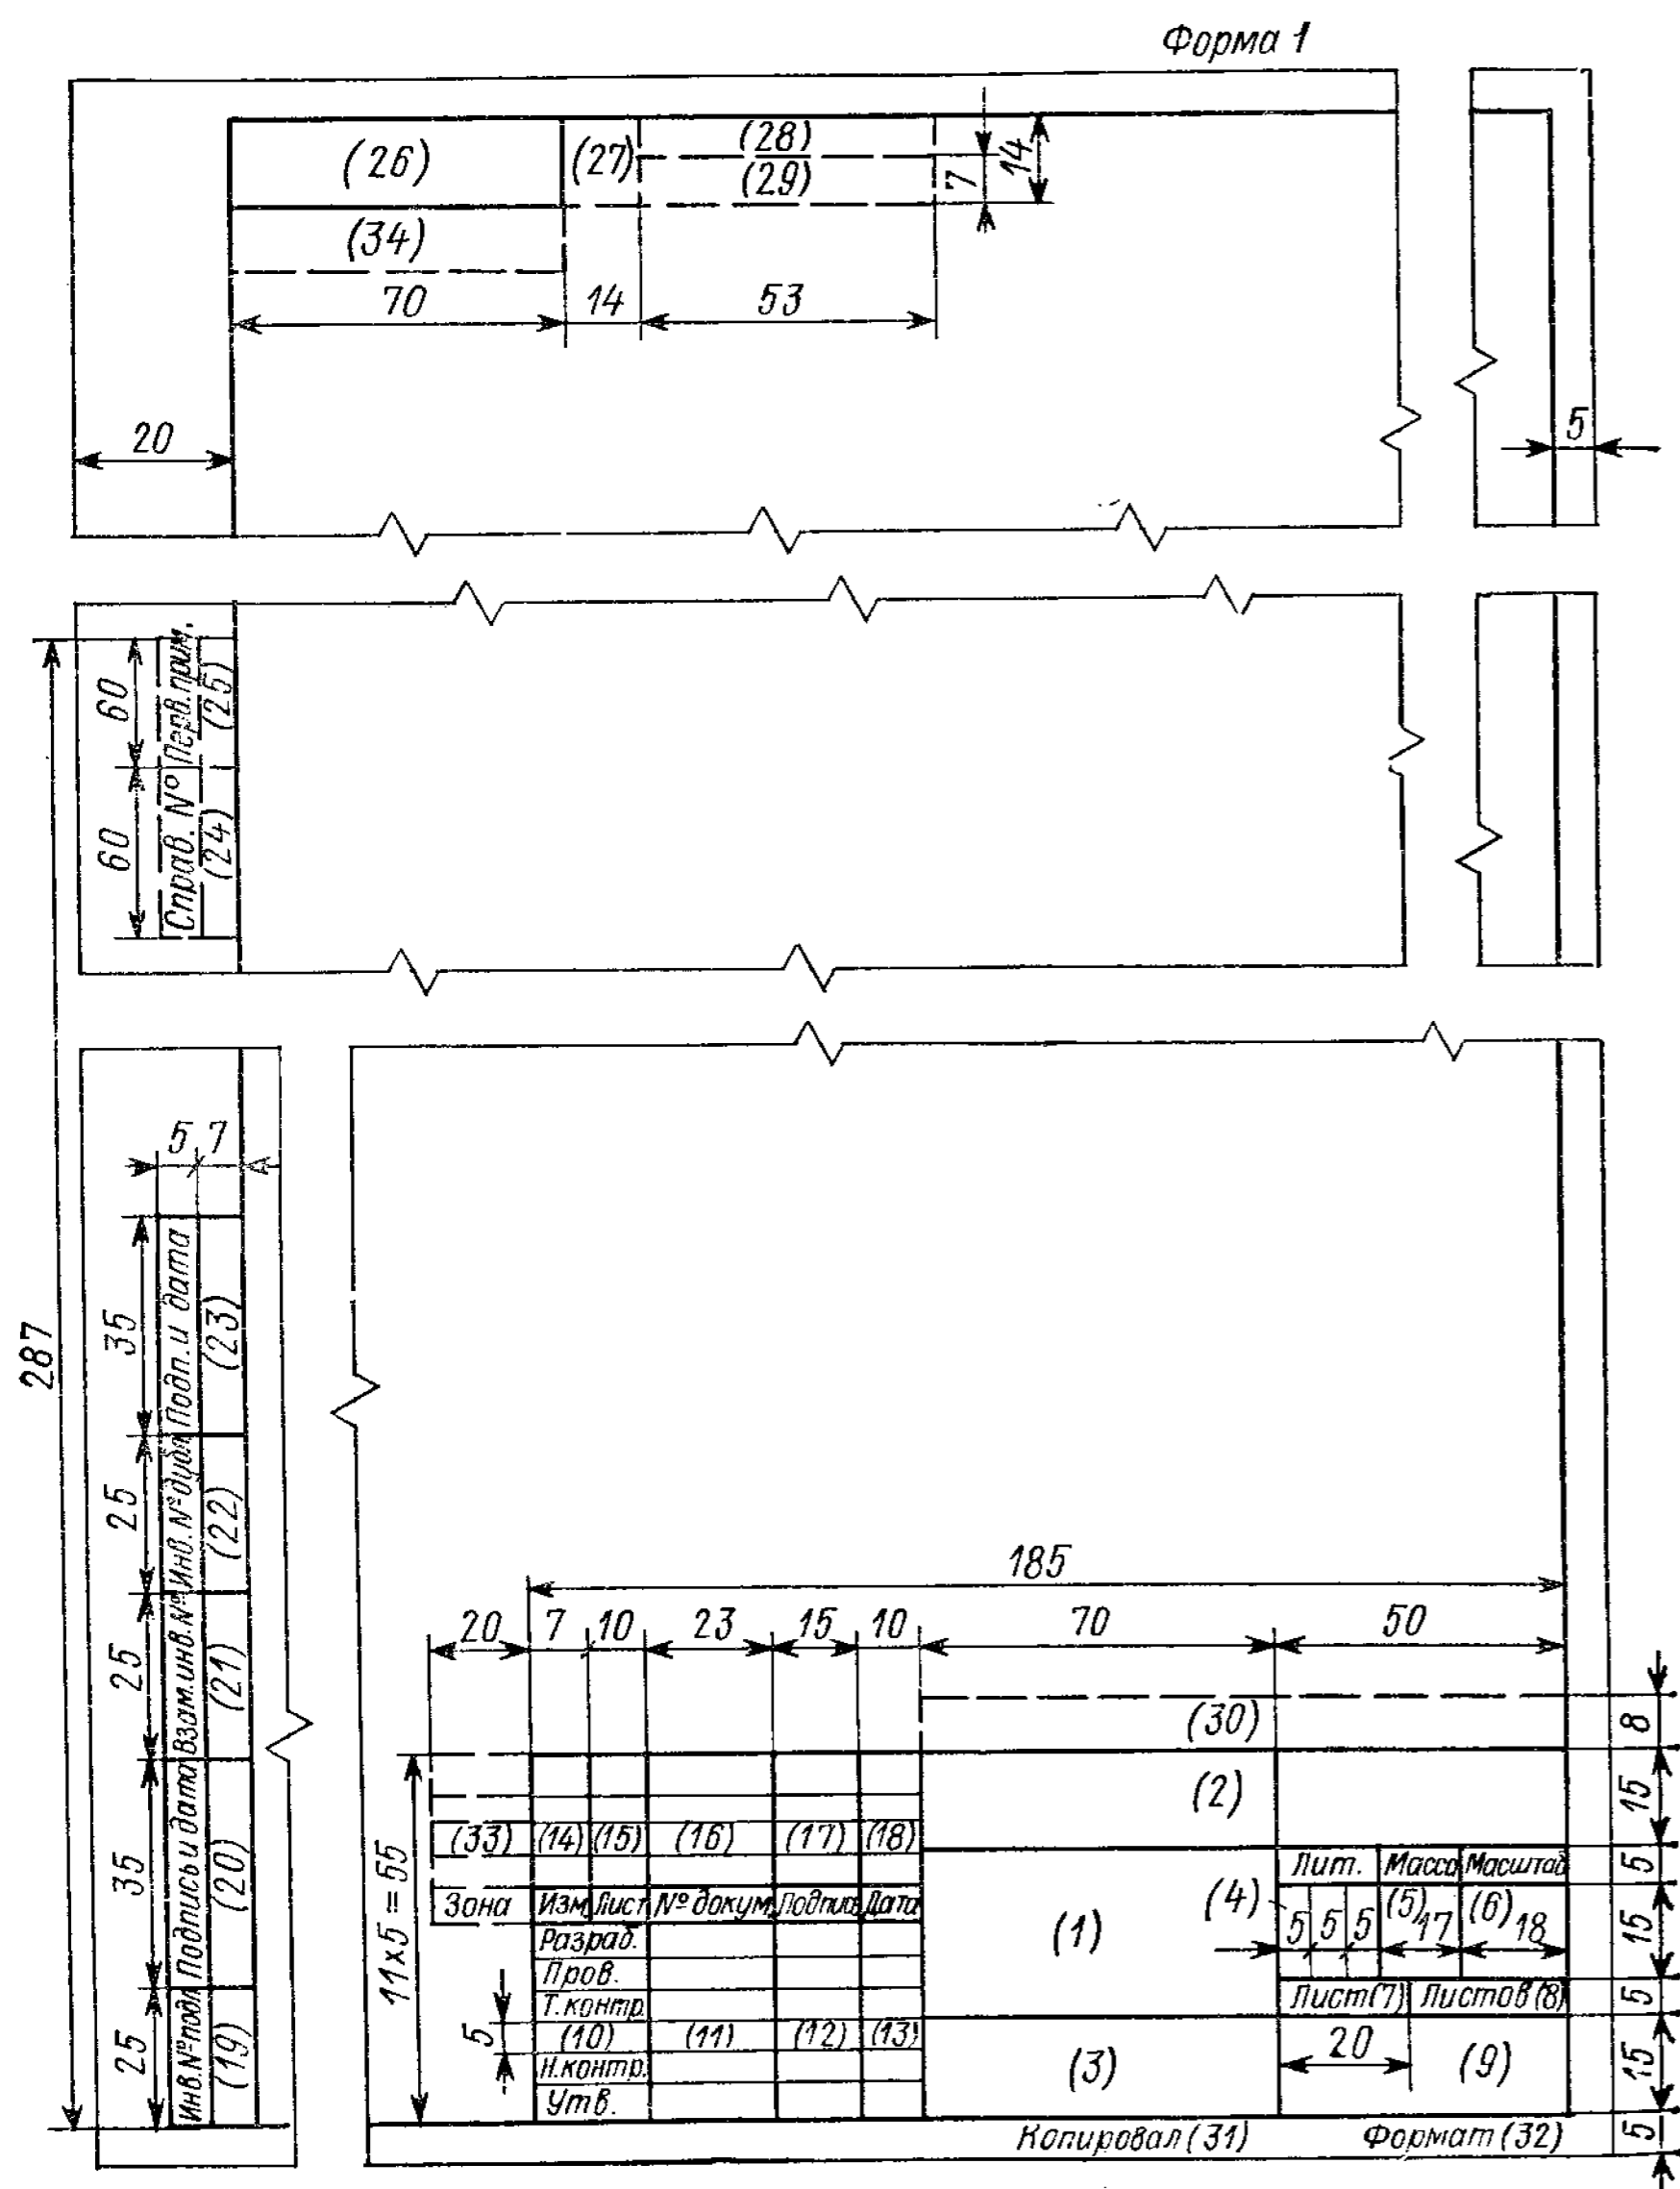 Форма 1
(26)
(27)
(28)
(29)
7
14
(34)
70
14
53
20
5
60
Перв. прим.
(25)
60
Справ. №
(24)
287
5
7
35
Подп. и дата
(23)
25
Инв. № дубл
(22)
25
Взам. инв. №
(21)
35
Подпись и дата
(20)
25
Инв. № подл
(19)
185
20 7 10 23 15 10 70 50
(30)
8
(2)
15
11x5=55
(33) (14) (15) (16) (17) (18)
Лит. Масса Масштаб
5
Зона Изм. Лист № докум. Подпис. Дата
(4) 5 5 5 (5) 17 (6) 18
15
(1)
Разраб.
Пров.
Т. контр.
Лист (7) Листов (8)
5
5
(10) (11) (12) (13)
(3)
20
(9)
15
Н. контр.
Утв.
Копировал (31) Формат (32)
5